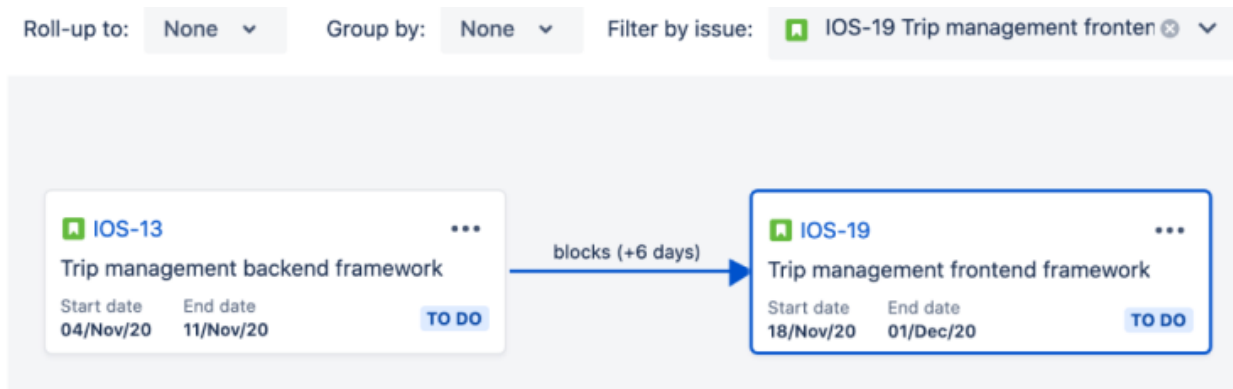 Roll-up to: None Group by: None Filter by issue: IOS-19 Trip management fronten
IOS-13
Trip management backend framework
Start date End date
04/Nov/20 11/Nov/20 TO DO
blocks (+6 days)
IOS-19
Trip management frontend framework
Start date End date
18/Nov/20 01/Dec/20 TO DO